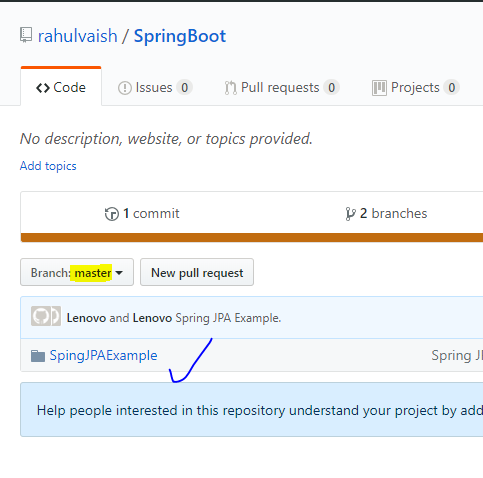 rahulvaish / SpringBoot
Code Issues 0 Pull requests 0 Projects 0
No description, website, or topics provided.
Add topics
1 commit 2 branches
Branch: master New pull request
Lenovo and Lenovo Spring JPA Example.
SpingJPAExample Spring
Help people interested in this repository understand your project by add